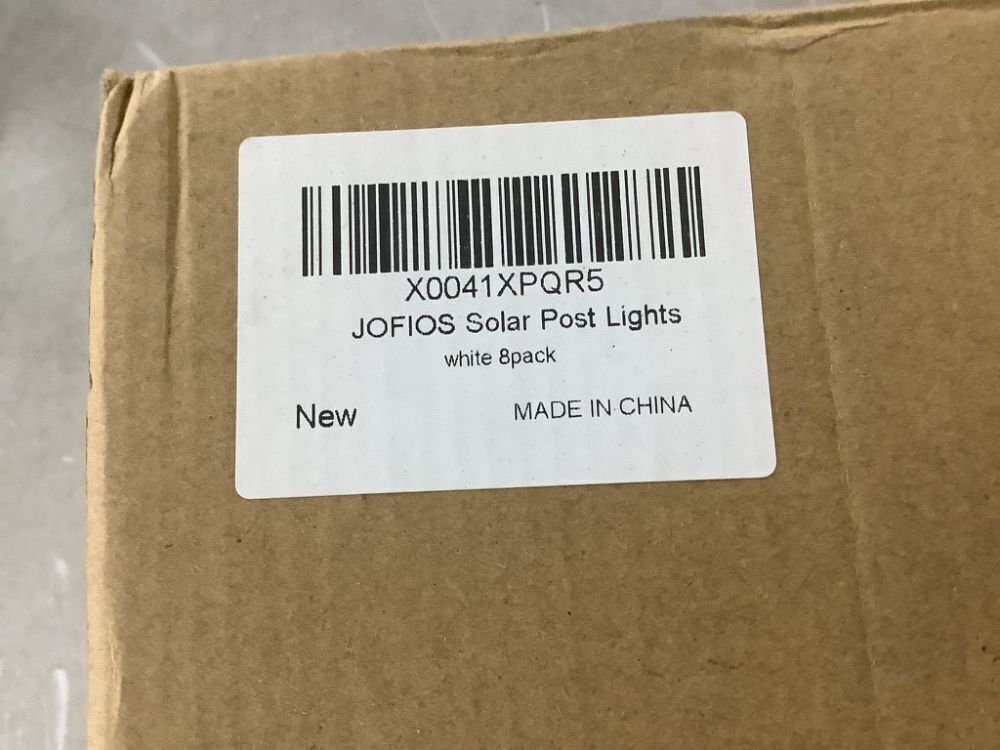 X0041XPQR5
JOFIOS Solar Post Lights
white 8pack
New
MADE IN CHINA